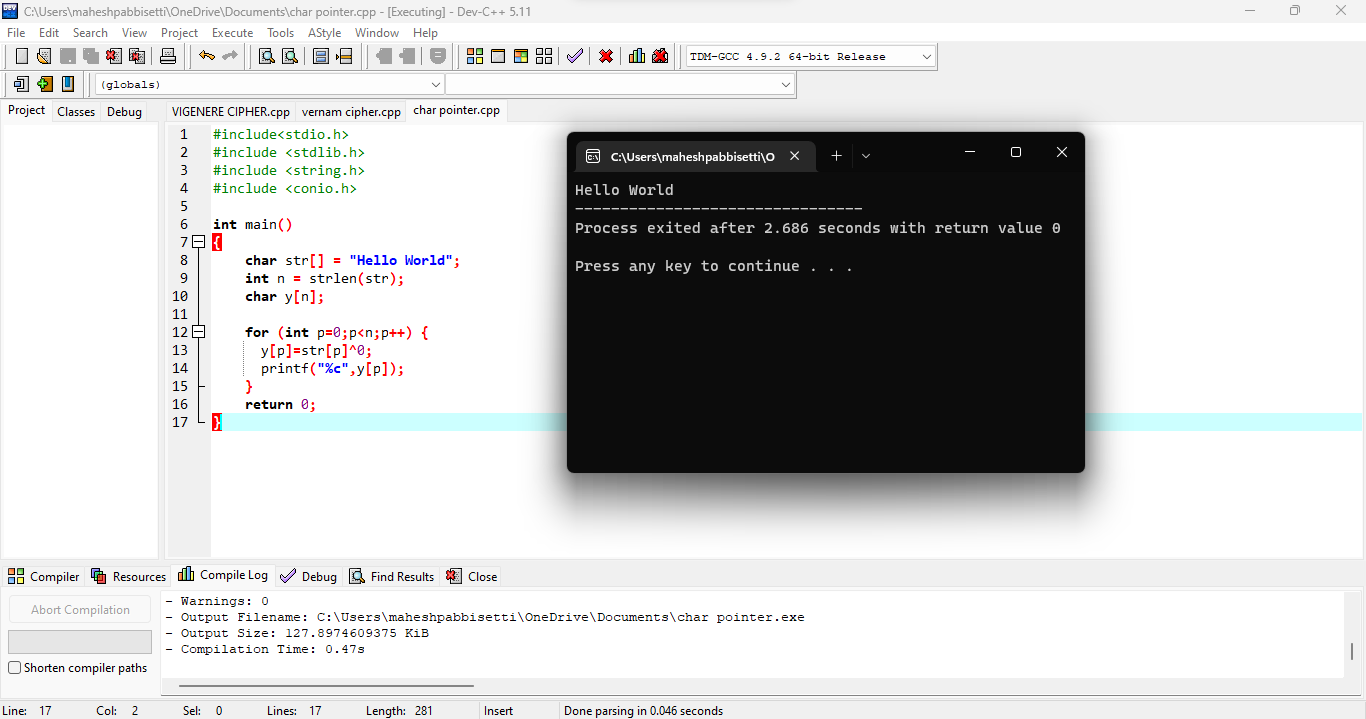 C:\Users\maheshpabbisetti\OneDrive\Documents\char pointer.cpp - [Executing] - Dev-C++ 5.11
File Edit Search View Project Execute Tools AStyle Window Help
TDM-GCC 4.9.2 64-bit Release
(globals)
Project Classes Debug
VIGENERE CIPHER.cpp vernam cipher.cpp char pointer.cpp
1 #include<stdio.h>
2 #include <stdlib.h>
3 #include <string.h>
4 #include <conio.h>
5
6 int main()
7 {
8 char str[] = "Hello World";
9 int n = strlen(str);
10 char y[n];
11
12 for (int p=0;p<n;p++) {
13 y[p]=str[p]^0;
14 printf("%c",y[p]);
15 }
16 return 0;
17 }
C:\Users\maheshpabbisetti\O
Hello World
--------------------------------
Process exited after 2.686 seconds with return value 0
Press any key to continue . . .
Compiler Resources Compile Log Debug Find Results Close
Abort Compilation
Shorten compiler paths
- Warnings: 0
- Output Filename: C:\Users\maheshpabbisetti\OneDrive\Documents\char pointer.exe
- Output Size: 127.8974609375 KiB
- Compilation Time: 0.47s
Line: 17 Col: 2 Sel: 0 Lines: 17 Length: 281 Insert Done parsing in 0.046 seconds